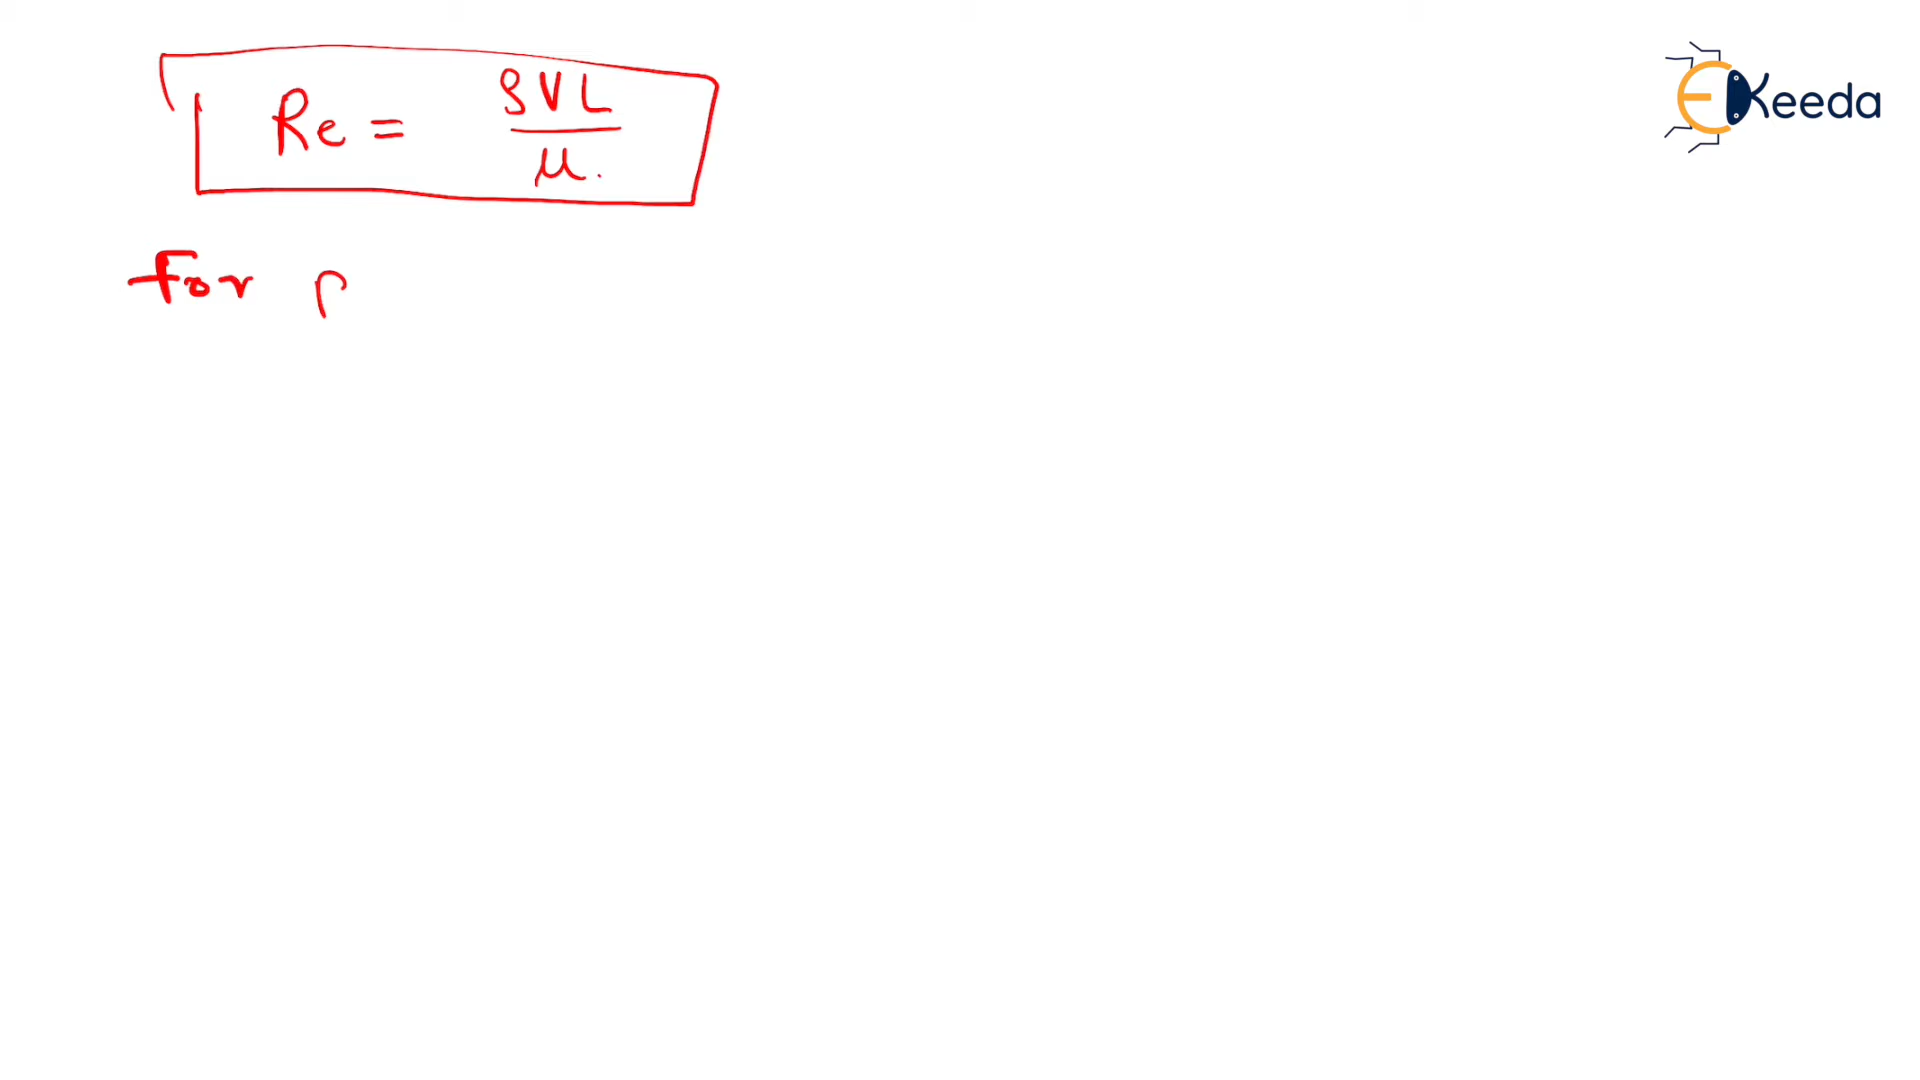 Re = ρVL
μ.
for
EKeeda